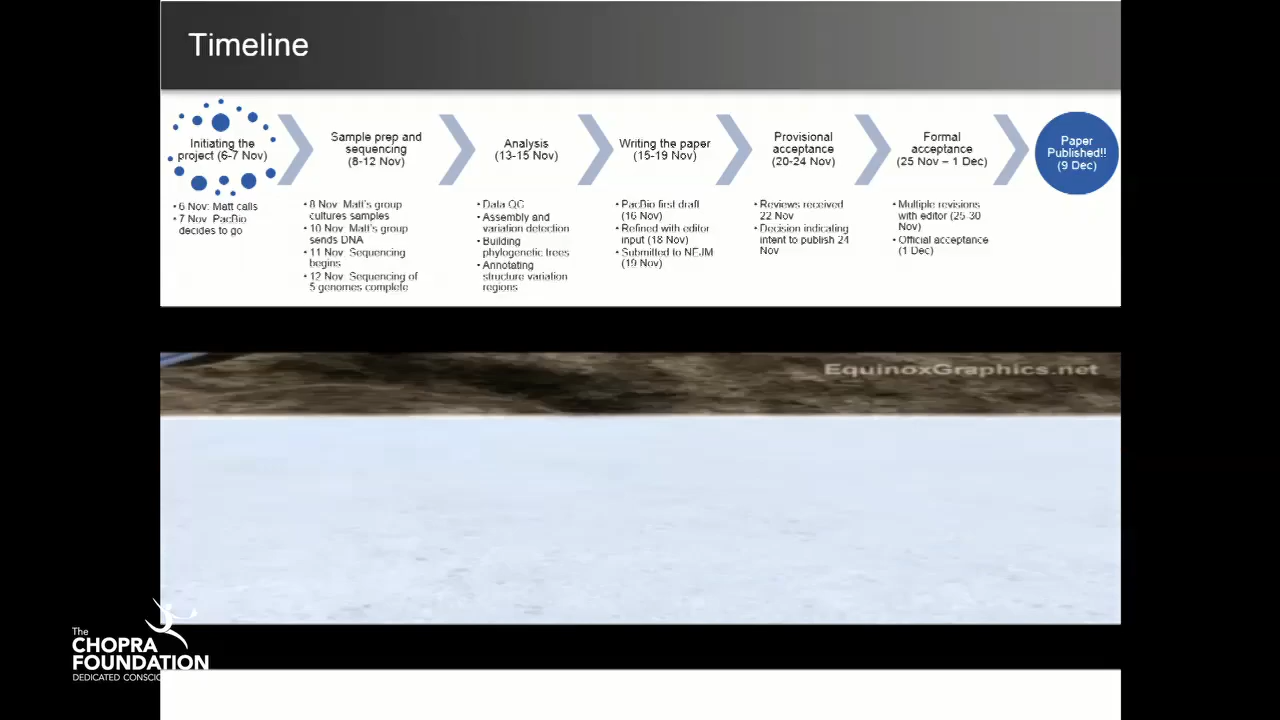 Timeline
Initiating the
project (6-7 Nov)
• 6 Nov: Matt calls
• 7 Nov: PacBio
decides to go
Sample prep and
sequencing
(8-12 Nov)
• 8 Nov: Matt's group
cultures samples
• 10 Nov: Matt's group
sends DNA
• 11 Nov: Sequencing
begins
• 12 Nov: Sequencing of
5 genomes complete
Analysis
(13-15 Nov)
• Data QC
• Assembly and
variation detection
• Building
phylogenetic trees
• Annotating
structure variation
regions
Writing the paper
(15-19 Nov)
• PacBio first draft
(16 Nov)
• Refined with editor
input (18 Nov)
• Submitted to NEJM
(19 Nov)
Provisional
acceptance
(20-24 Nov)
• Reviews received
22 Nov
• Decision indicating
intent to publish 24
Nov
Formal
acceptance
(25 Nov – 1 Dec)
• Multiple revisions
with editor (25-30
Nov)
• Official acceptance
(1 Dec)
Paper
Published!!
(9 Dec)
EquinoxGraphics.net
The
CHOPRA
FOUNDATION
DEDICATED CONSCIO